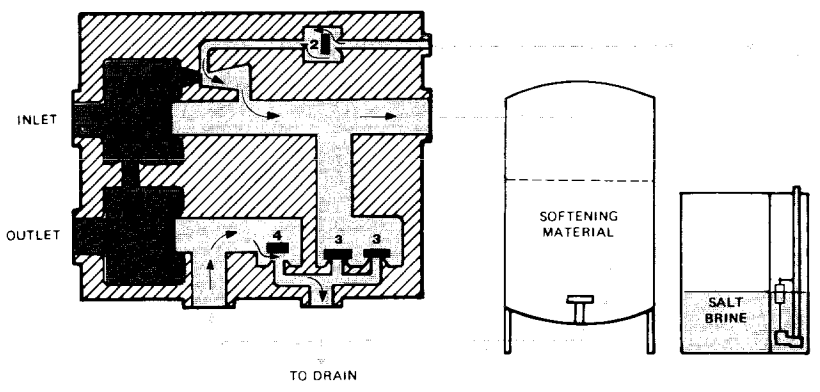 2
INLET
OUTLET
4
3
3
SOFTENING
MATERIAL
SALT
BRINE
TO DRAIN